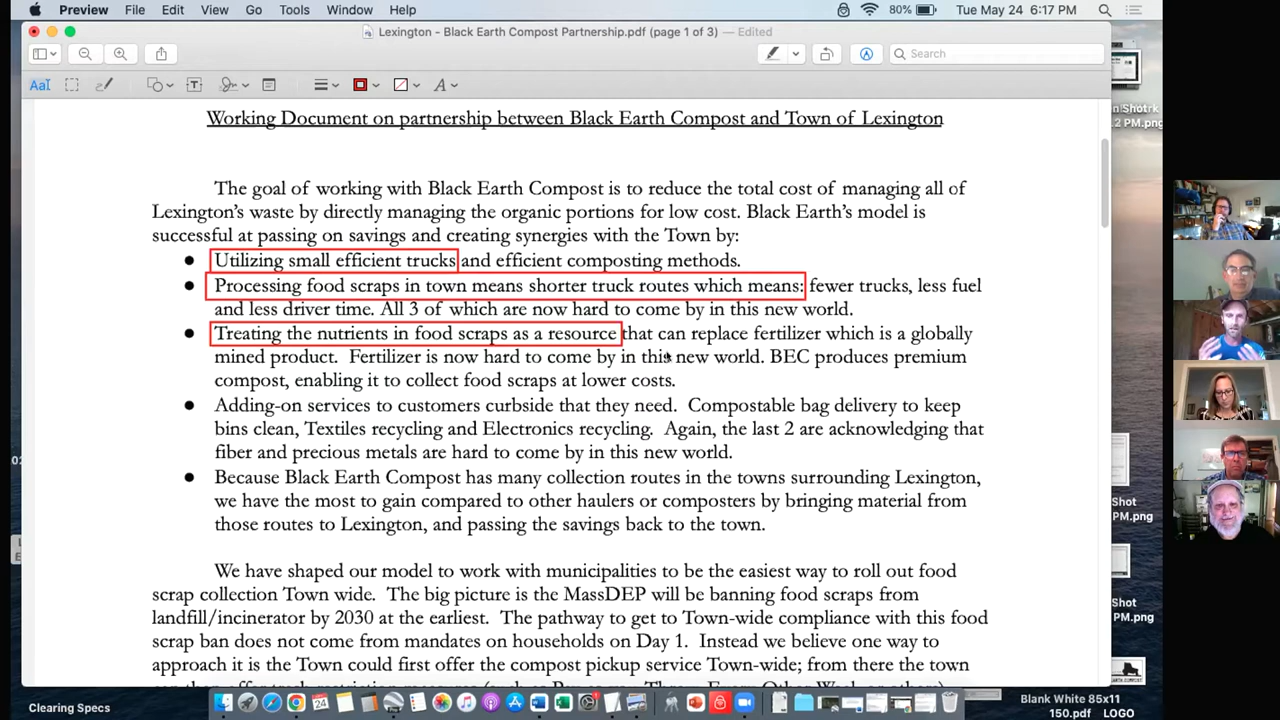 Preview File Edit View Go Tools Window Help 80% Tue May 24 6:17 PM
Lexington - Black Earth Compost Partnership.pdf (page 1 of 3) — Edited
Search
AaI T A
Working Document on partnership between Black Earth Compost and Town of Lexington
The goal of working with Black Earth Compost is to reduce the total cost of managing all of
Lexington's waste by directly managing the organic portions for low cost. Black Earth's model is
successful at passing on savings and creating synergies with the Town by:
● Utilizing small efficient trucks and efficient composting methods.
● Processing food scraps in town means shorter truck routes which means: fewer trucks, less fuel
and less driver time. All 3 of which are now hard to come by in this new world.
● Treating the nutrients in food scraps as a resource that can replace fertilizer which is a globally
mined product. Fertilizer is now hard to come by in this new world. BEC produces premium
compost, enabling it to collect food scraps at lower costs.
● Adding-on services to customers curbside that they need. Compostable bag delivery to keep
bins clean, Textiles recycling and Electronics recycling. Again, the last 2 are acknowledging that
fiber and precious metals are hard to come by in this newworld.
● Because Black Earth Compost has many collection routes in the towns surrounding Lexington,
we have the most to gain compared to other haulers or composters by bringing material from
those routes to Lexington, and passing the savings back to the town.
We have shaped our model to work with municipalities to be the easiest way to roll out food
scrap collection Town wide. The big picture is the MassDEP will be banning food scraps from
landfill/incinerator by 2030 at the earliest. The pathway to get to Town-wide compliance with this food
scrap ban does not come from mandates on households on Day 1. Instead we believe one way to
approach it is the Town could first offer the compost pickup service Town-wide; from there the town
2 PM.png
Shot
PM.png
Shot
PM.png
Blank White 85x11
150.pdf LOGO
24
Clearing Specs